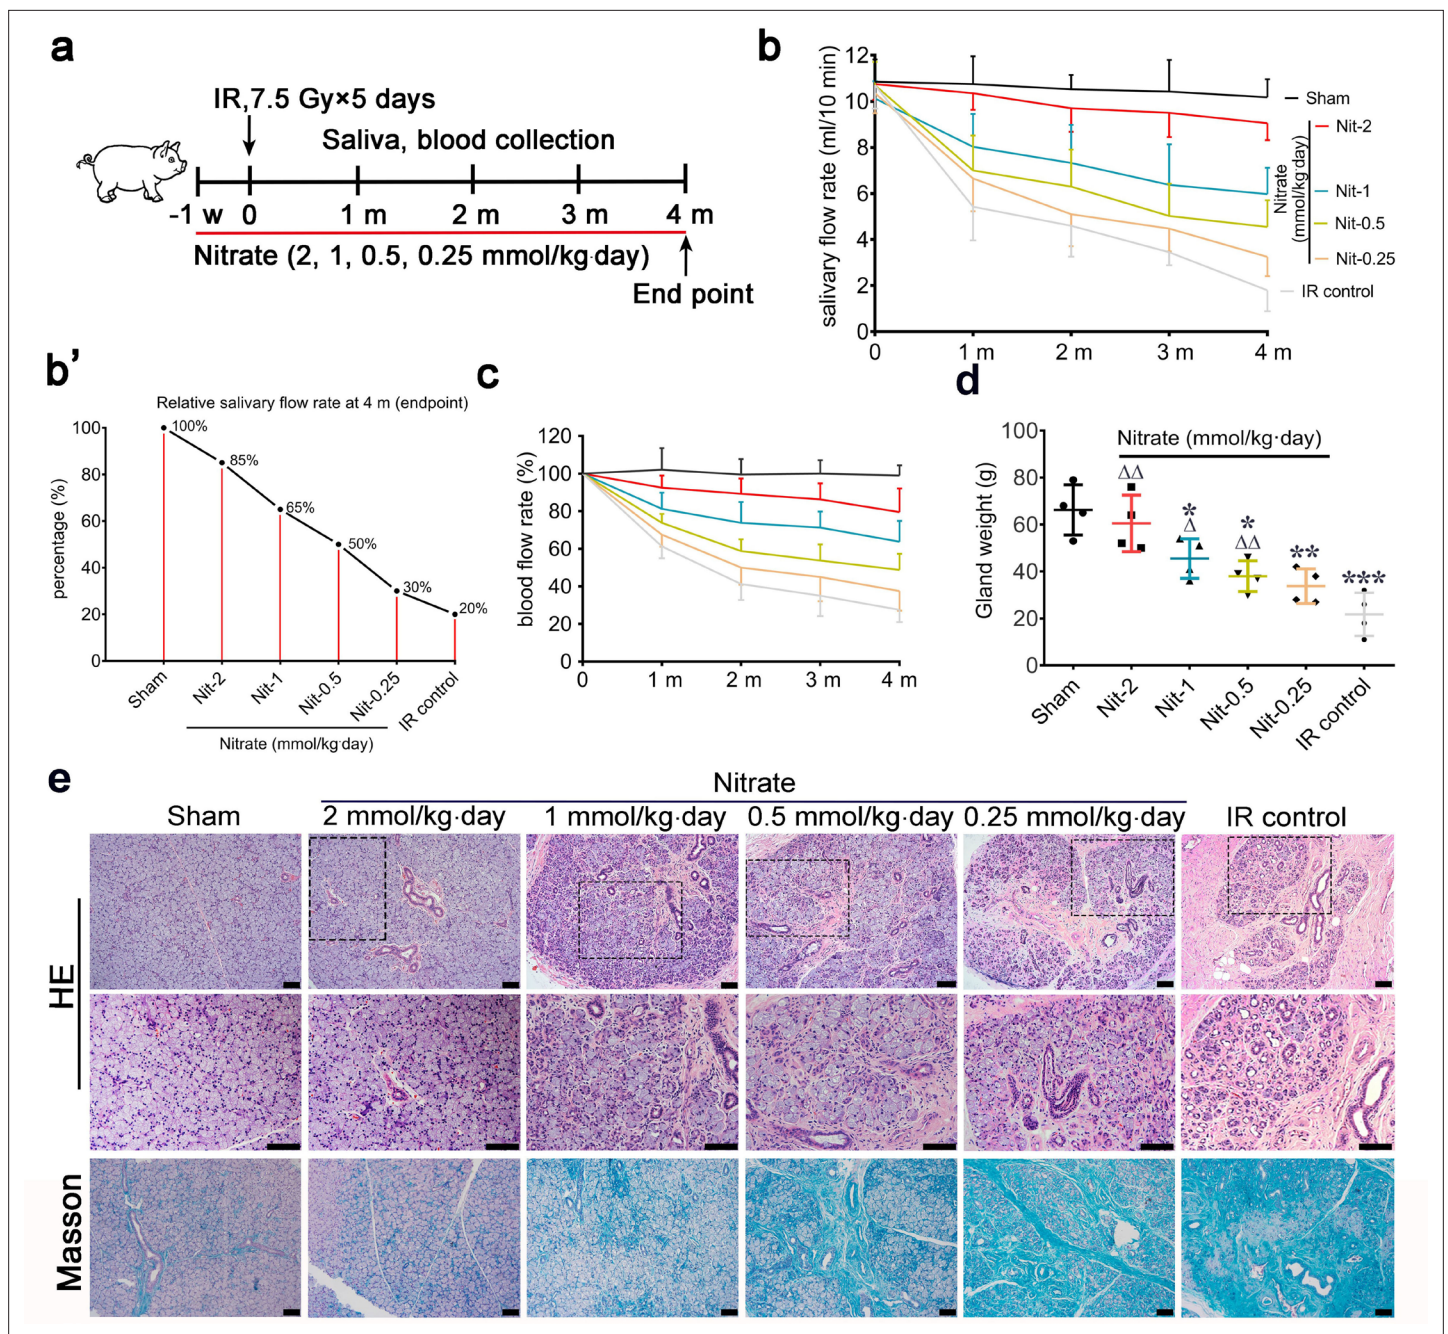 a
IR,7.5 Gy×5 days
Saliva, blood collection
-1 w 0 1 m 2 m 3 m 4 m
Nitrate (2, 1, 0.5, 0.25 mmol/kg·day)
End point
b
salivary flow rate (ml/10 min)
12
10
8
6
4
2
0
0 1 m 2 m 3 m 4 m
Sham
Nitrate
(mmol/kg·day)
Nit-2
Nit-1
Nit-0.5
Nit-0.25
IR control
b’
Relative salivary flow rate at 4 m (endpoint)
percentage (%)
100
80
60
40
20
0
100%
85%
65%
50%
30%
20%
Sham Nit-2 Nit-1 Nit-0.5 Nit-0.25 IR control
Nitrate (mmol/kg·day)
c
blood flow rate (%)
120
100
80
60
40
20
0
0 1 m 2 m 3 m 4 m
d
Nitrate (mmol/kg·day)
Gland weight (g)
100
80
60
40
20
0
ΔΔ
*
Δ
*
ΔΔ
**
***
Sham Nit-2 Nit-1 Nit-0.5 Nit-0.25 IR control
e
Nitrate
Sham 2 mmol/kg·day 1 mmol/kg·day 0.5 mmol/kg·day 0.25 mmol/kg·day IR control
HE
Masson